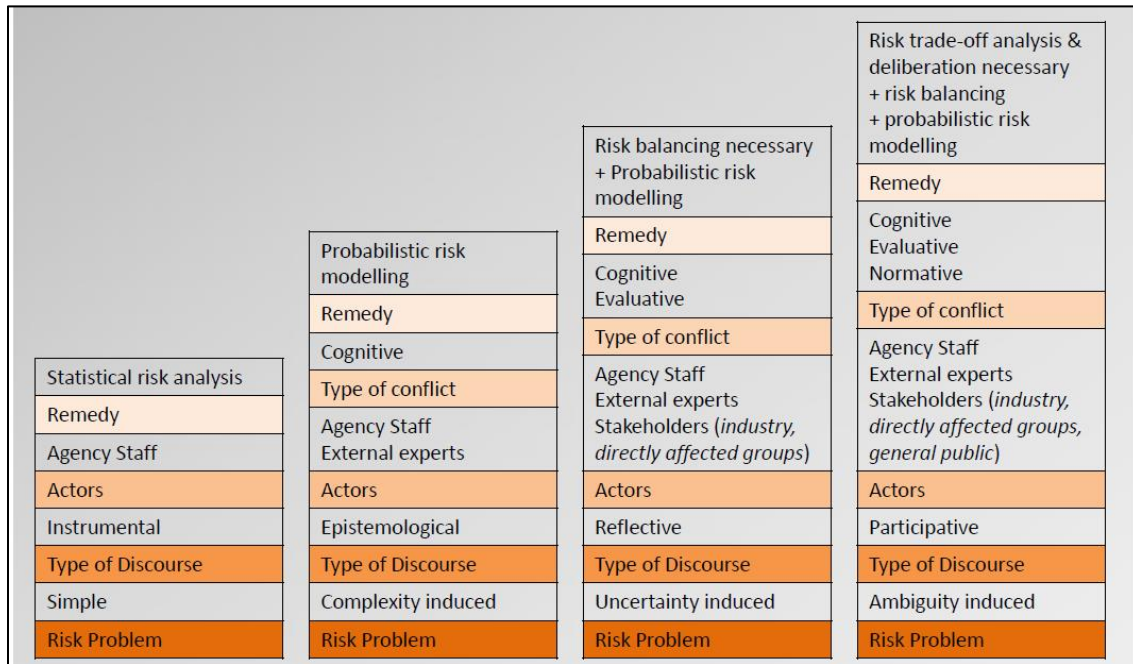 Statistical risk analysis
Remedy
Agency Staff
Actors
Instrumental
Type of Discourse
Simple
Risk Problem
Probabilistic risk
modelling
Remedy
Cognitive
Type of conflict
Agency Staff
External experts
Actors
Epistemological
Type of Discourse
Complexity induced
Risk Problem
Risk balancing necessary
+ Probabilistic risk
modelling
Remedy
Cognitive
Evaluative
Type of conflict
Agency Staff
External experts
Stakeholders (industry,
directly affected groups)
Actors
Reflective
Type of Discourse
Uncertainty induced
Risk Problem
Risk trade-off analysis &
deliberation necessary
+ risk balancing
+ probabilistic risk
modelling
Remedy
Cognitive
Evaluative
Normative
Type of conflict
Agency Staff
External experts
Stakeholders (industry,
directly affected groups,
general public)
Actors
Participative
Type of Discourse
Ambiguity induced
Risk Problem